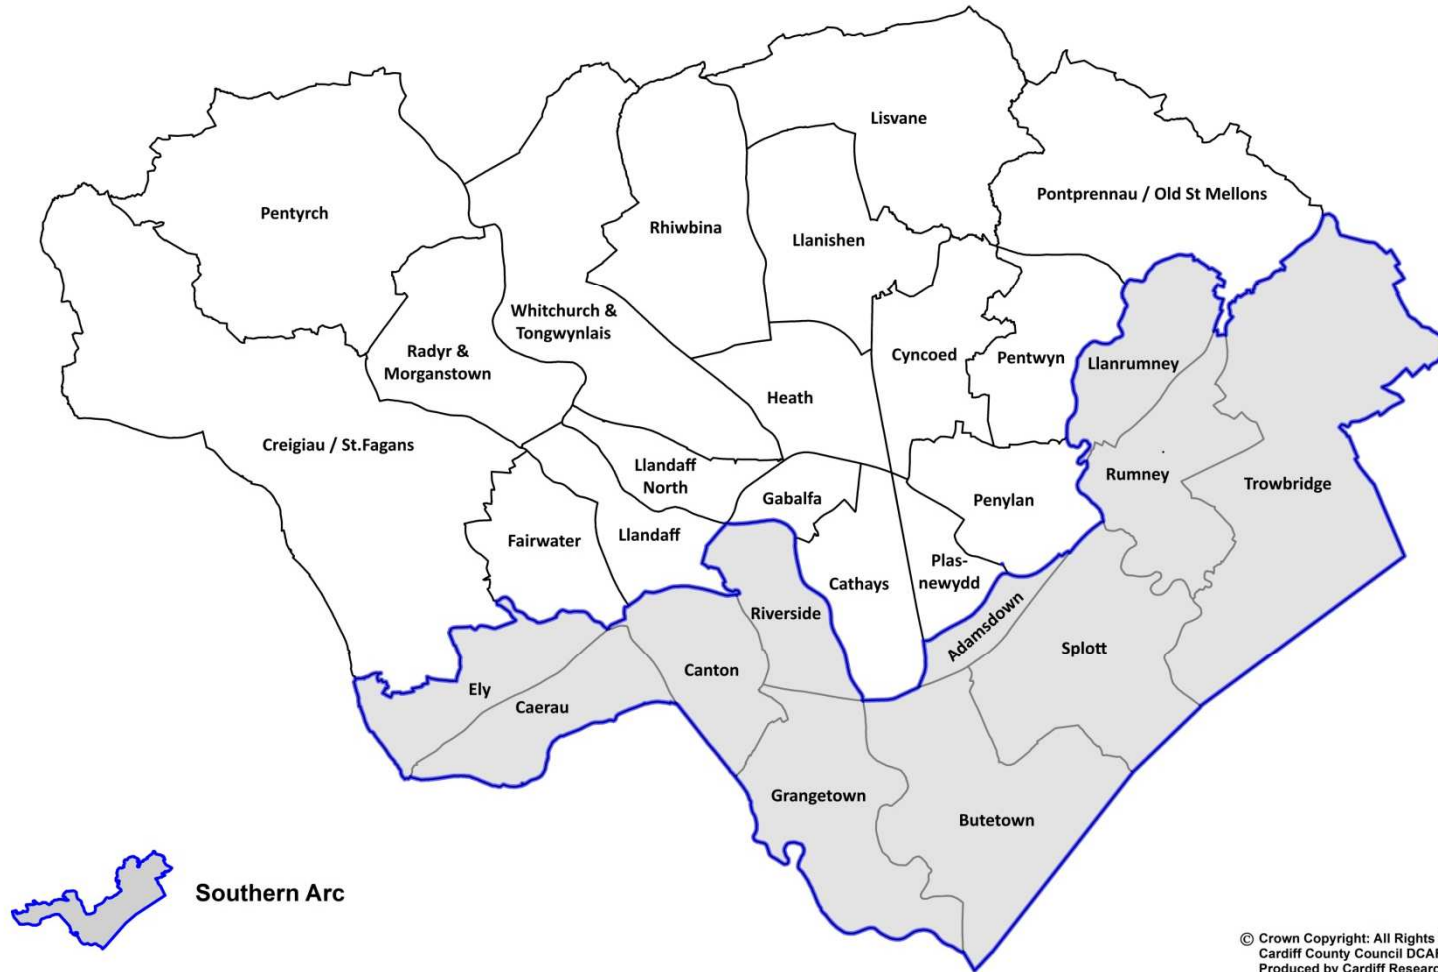 Lisvane
Pontprennau / Old St Mellons
Pentyrch
Rhiwbina
Llanishen
Whitchurch &
Tongwynlais
Radyr &
Morganstown
Cyncoed
Pentwyn
Llanrumney
Heath
Creigiau / St.Fagans
Llandaff
North
Gabalfa
Penylan
Rumney
Trowbridge
Fairwater
Llandaff
Cathays
Plas-
newydd
Riverside
Adamsdown
Splott
Ely
Canton
Caerau
Grangetown
Butetown
Southern Arc
© Crown Copyright: All Rights
Cardiff County Council
Produced by Cardiff Resear